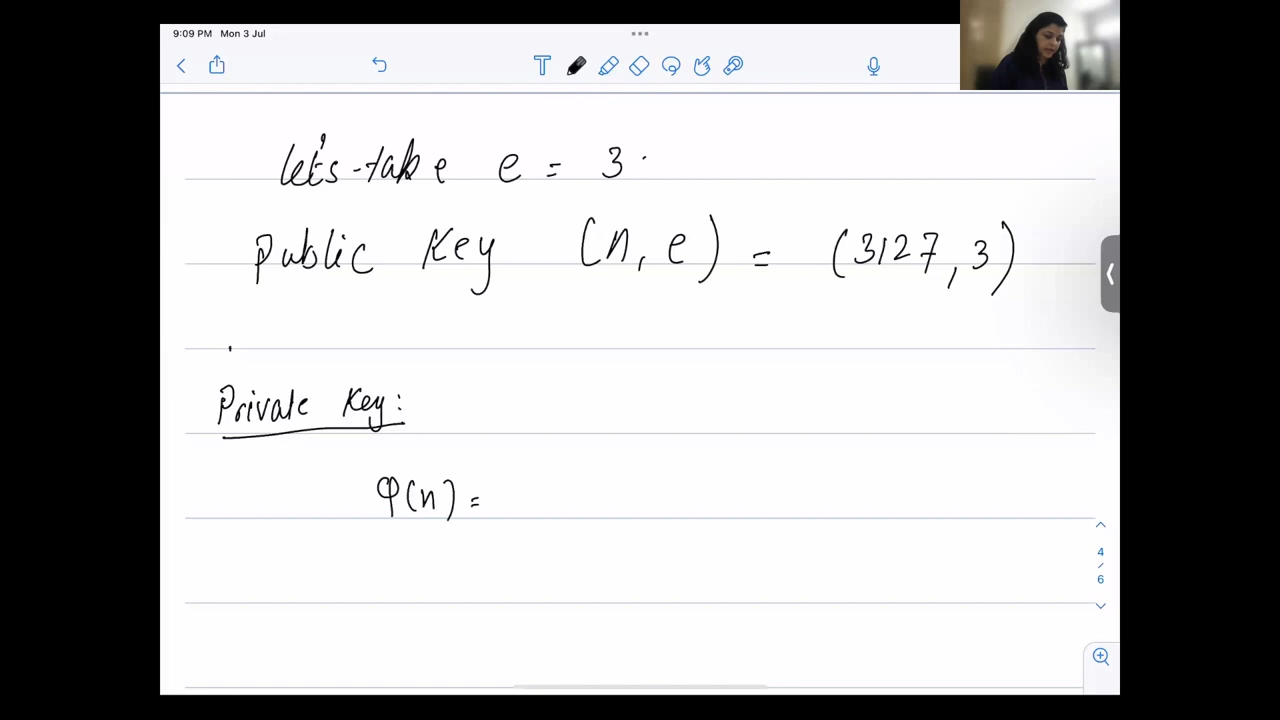 9:09 PM Mon 3 Jul
let's take e = 3.
Public Key (n, e) = (3127, 3)
Private Key:
φ(n) =
4
/
6